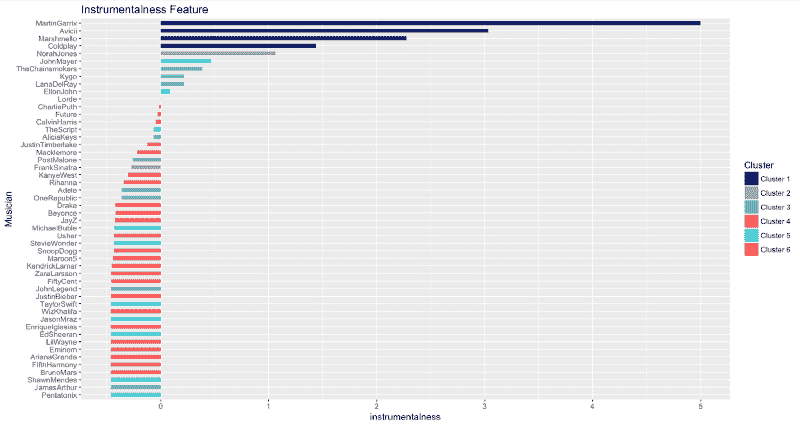 Instrumentalness Feature
MartinGarrix
Avicii
Marshmello
Coldplay
NorahJones
JohnMayer
TheChainsmokers
Kygo
LanaDelRay
EltonJohn
Lorde
CharliePuth
Future
CalvinHarris
TheScript
AliciaKeys
JustinTimberlake
Macklemore
PostMalone
FrankSinatra
KanyeWest
Rihanna
Adele
OneRepublic
Drake
Beyonce
JayZ
MichaelBuble
Usher
StevieWonder
SnoopDogg
Maroon5
KendrickLamar
ZaraLarsson
FiftyCent
JohnLegend
JustinBieber
TaylorSwift
WizKhalifa
JasonMraz
EnriqueIglesias
EdSheeran
LilWayne
Eminem
ArianaGrande
FifthHarmony
BrunoMars
ShawnMendes
JamesArthur
Pentatonix
Musician
0 1 2 3 4 5
instrumentalness
Cluster
Cluster 1
Cluster 2
Cluster 3
Cluster 4
Cluster 5
Cluster 6